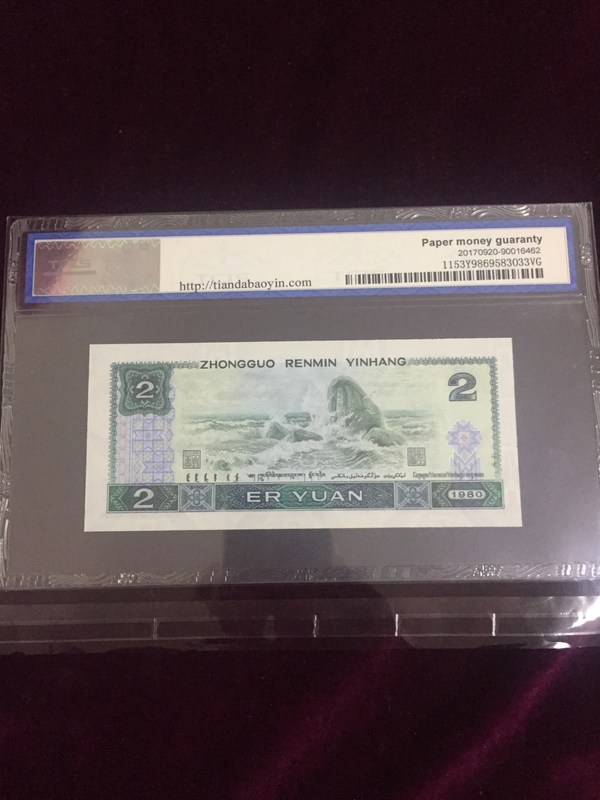 Paper money guaranty
20170920-90016462
1153Y9869583033VG
http://tiandabaoyin.com
ZHONGGUO RENMIN YINHANG
2
2
2
ER YUAN
1980